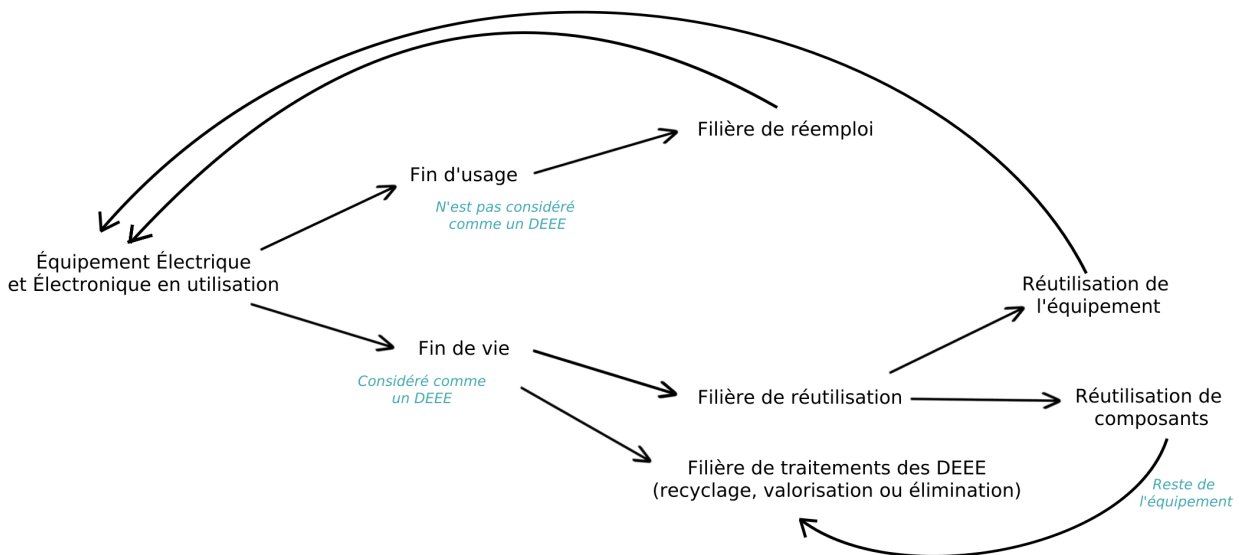 Filière de réemploi
Fin d'usage
N'est pas considéré
comme un DEEE
Équipement Électrique
et Électronique en utilisation
Réutilisation de
l'équipement
Fin de vie
Considéré comme
un DEEE
Filière de réutilisation
Réutilisation de
composants
Filière de traitements des DEEE
(recyclage, valorisation ou élimination)
Reste de
l'équipement